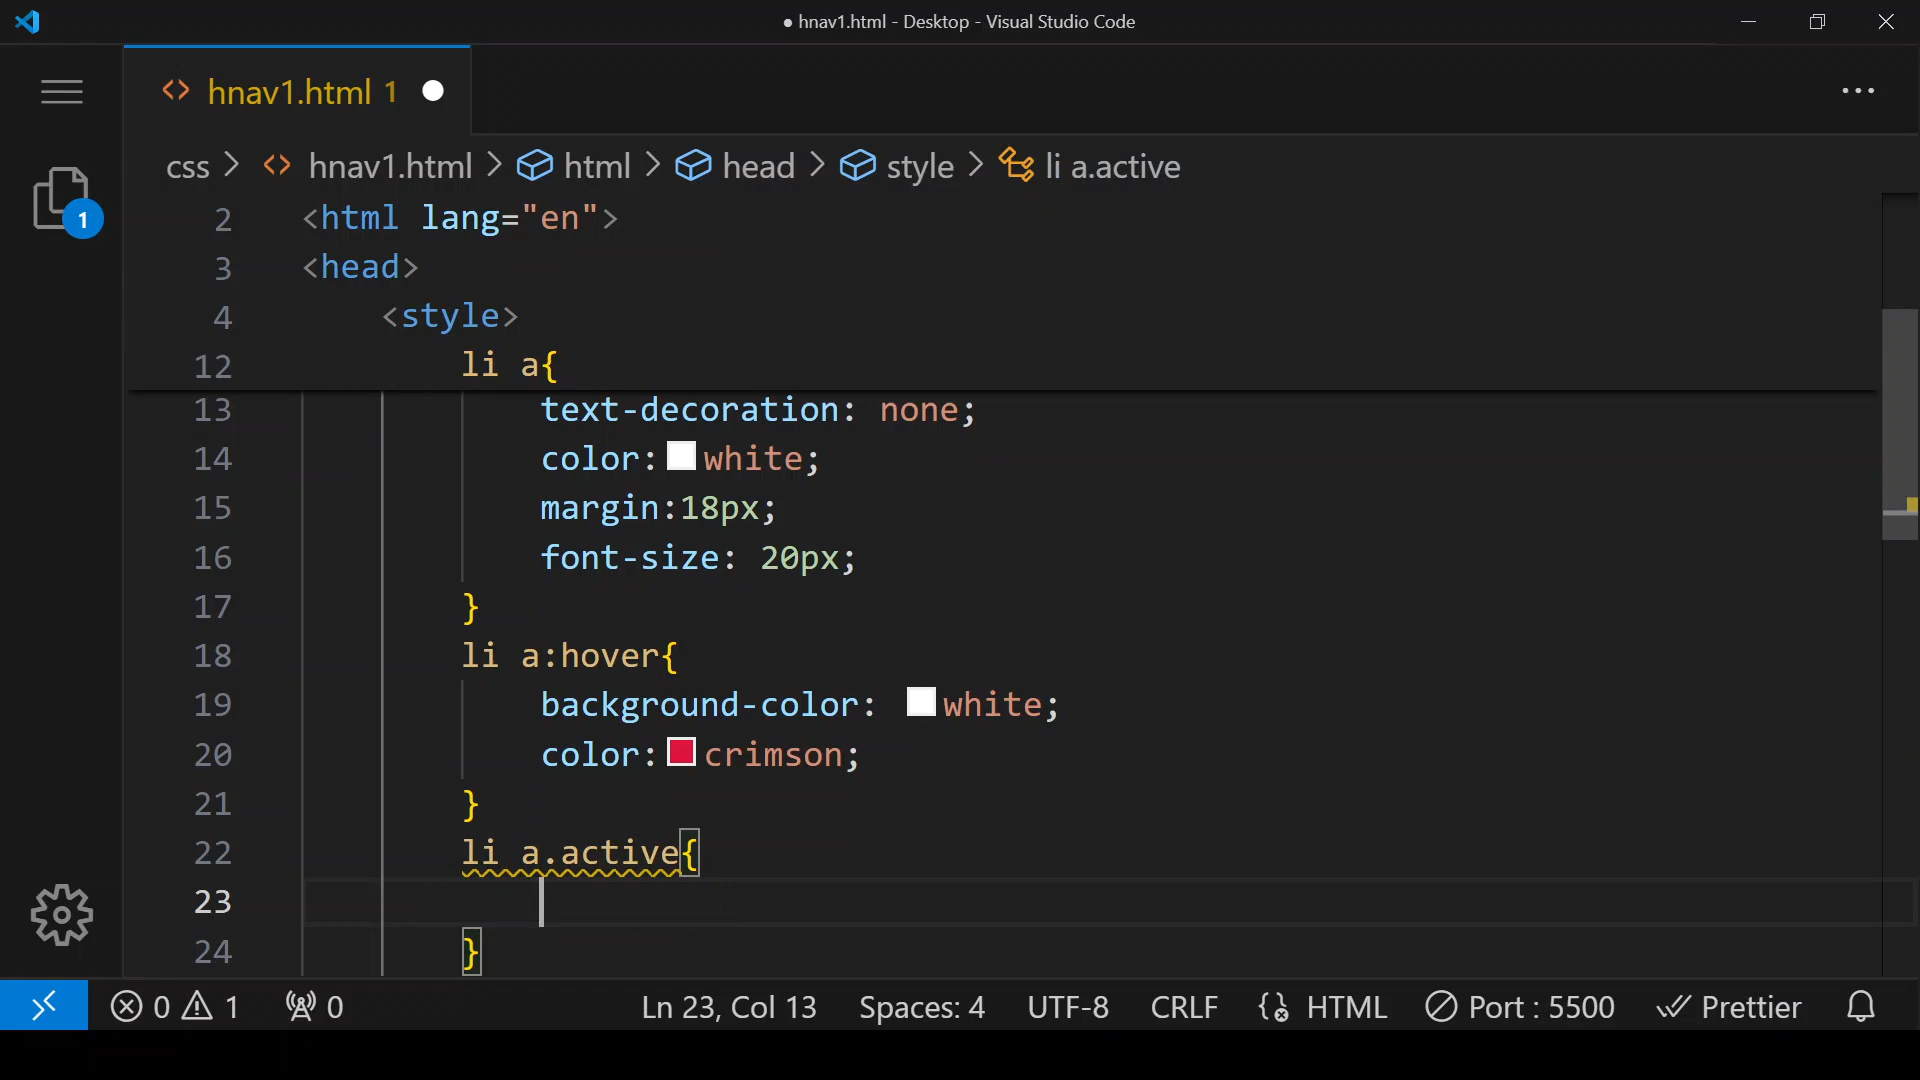 ● hnav1.html - Desktop - Visual Studio Code
hnav1.html 1
css > hnav1.html > html > head > style > li a.active
1
2 <html lang="en">
3 <head>
4 <style>
12 li a{
13 text-decoration: none;
14 color:white;
15 margin:18px;
16 font-size: 20px;
17 }
18 li a:hover{
19 background-color: white;
20 color:crimson;
21 }
22 li a.active{
23
24 }
0 1 0 Ln 23, Col 13 Spaces: 4 UTF-8 CRLF {} HTML Port : 5500 Prettier